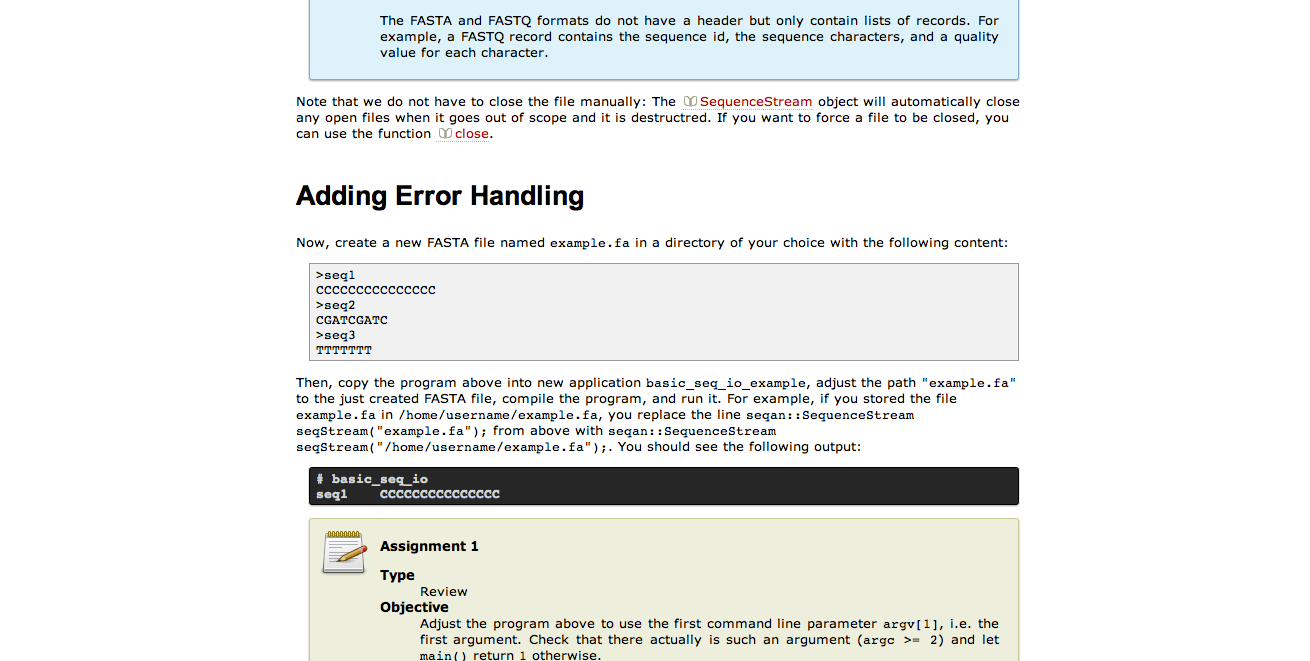 The FASTA and FASTQ formats do not have a header but only contain lists of records. For
example, a FASTQ record contains the sequence id, the sequence characters, and a quality
value for each character.
Note that we do not have to close the file manually: The SequenceStream object will automatically close
any open files when it goes out of scope and it is destructred. If you want to force a file to be closed, you
can use the function close.
Adding Error Handling
Now, create a new FASTA file named example.fa in a directory of your choice with the following content:
>seq1
CCCCCCCCCCCCCCC
>seq2
CGATCGATC
>seq3
TTTTTTT
Then, copy the program above into new application basic_seq_io_example, adjust the path "example.fa"
to the just created FASTA file, compile the program, and run it. For example, if you stored the file
example.fa in /home/username/example.fa, you replace the line seqan::SequenceStream
seqStream("example.fa"); from above with seqan::SequenceStream
seqStream("/home/username/example.fa");. You should see the following output:
# basic_seq_io
seq1    CCCCCCCCCCCCCCC
Assignment 1
Type
Review
Objective
Adjust the program above to use the first command line parameter argv[1], i.e. the
first argument. Check that there actually is such an argument (argc >= 2) and let
main() return 1 otherwise.